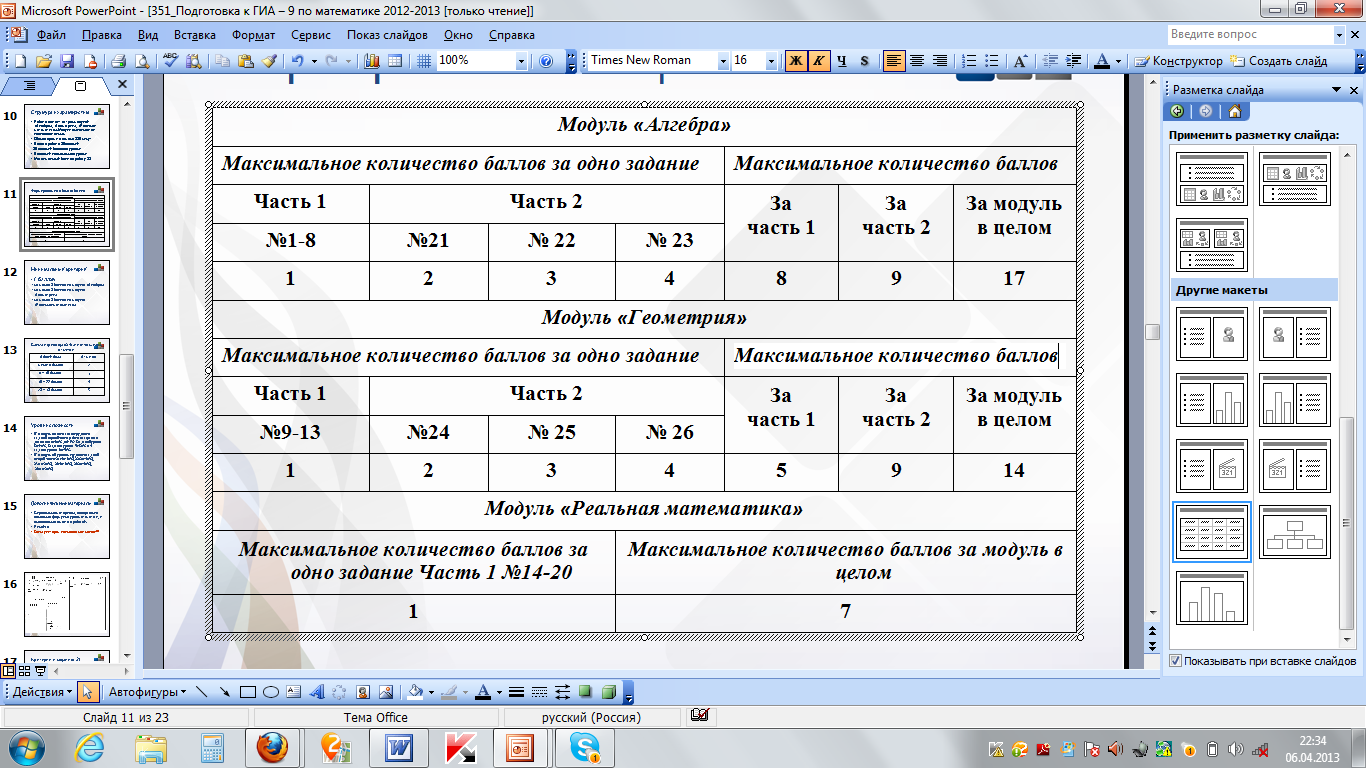 Microsoft PowerPoint - [351_Подготовка к ГИА – 9 по математике 2012-2013 [только чтение]]
Файл Правка Вид Вставка Формат Сервис Показ слайдов Окно Справка Введите вопрос
100% Times New Roman 16 Ж К Ч S Конструктор Создать слайд
Разметка слайда
Применить разметку слайда:
Другие макеты
Показывать при вставке слайдов
10
11
12
13
14
15
16
17
Модуль «Алгебра»
Максимальное количество баллов за одно задание Максимальное количество баллов
Часть 1 Часть 2 За часть 1 За часть 2 За модуль в целом
№1-8 №21 № 22 № 23
1 2 3 4 8 9 17
Модуль «Геометрия»
Максимальное количество баллов за одно задание Максимальное количество баллов
Часть 1 Часть 2 За часть 1 За часть 2 За модуль в целом
№9-13 №24 № 25 № 26
1 2 3 4 5 9 14
Модуль «Реальная математика»
Максимальное количество баллов за
одно задание Часть 1 №14-20
Максимальное количество баллов за модуль в
целом
1 7
Действия Автофигуры
Слайд 11 из 23 Тема Office русский (Россия)
22:34
06.04.2013